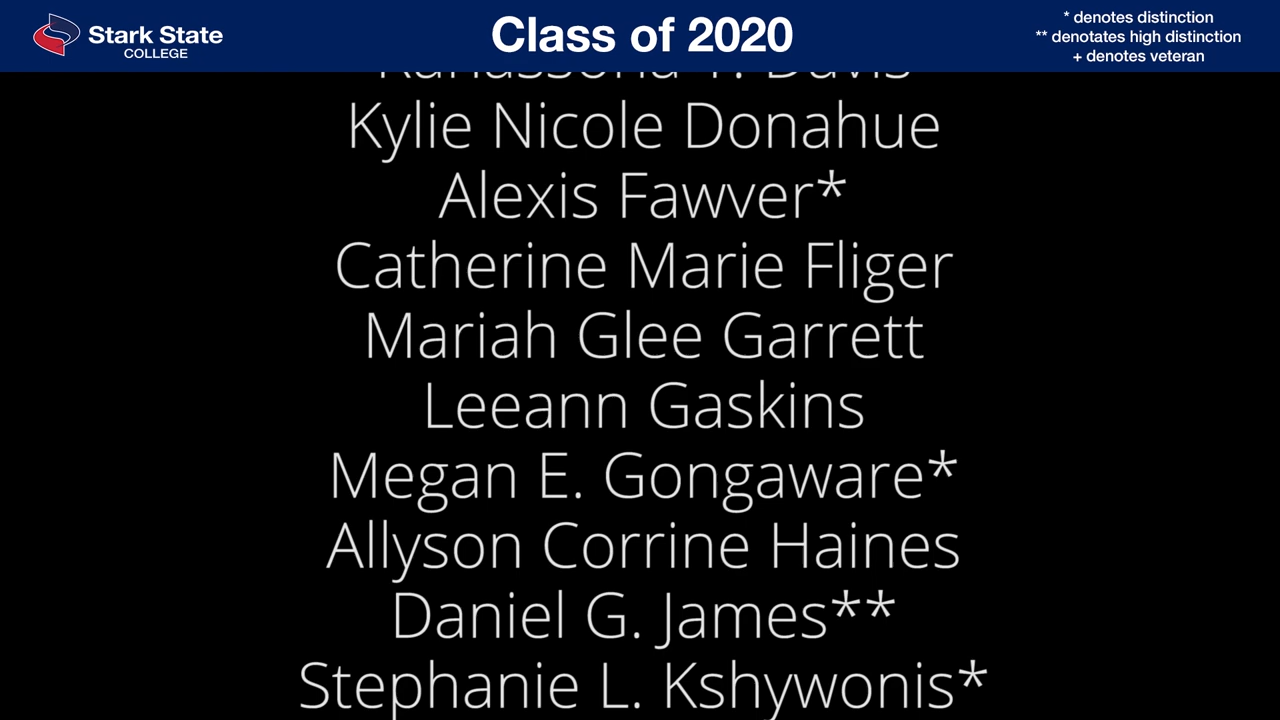 Stark State
COLLEGE
Class of 2020
* denotes distinction
** denotates high distinction
+ denotes veteran
Davis
Kylie Nicole Donahue
Alexis Fawver*
Catherine Marie Fliger
Mariah Glee Garrett
Leeann Gaskins
Megan E. Gongaware*
Allyson Corrine Haines
Daniel G. James**
Stephanie L. Kshywonis*